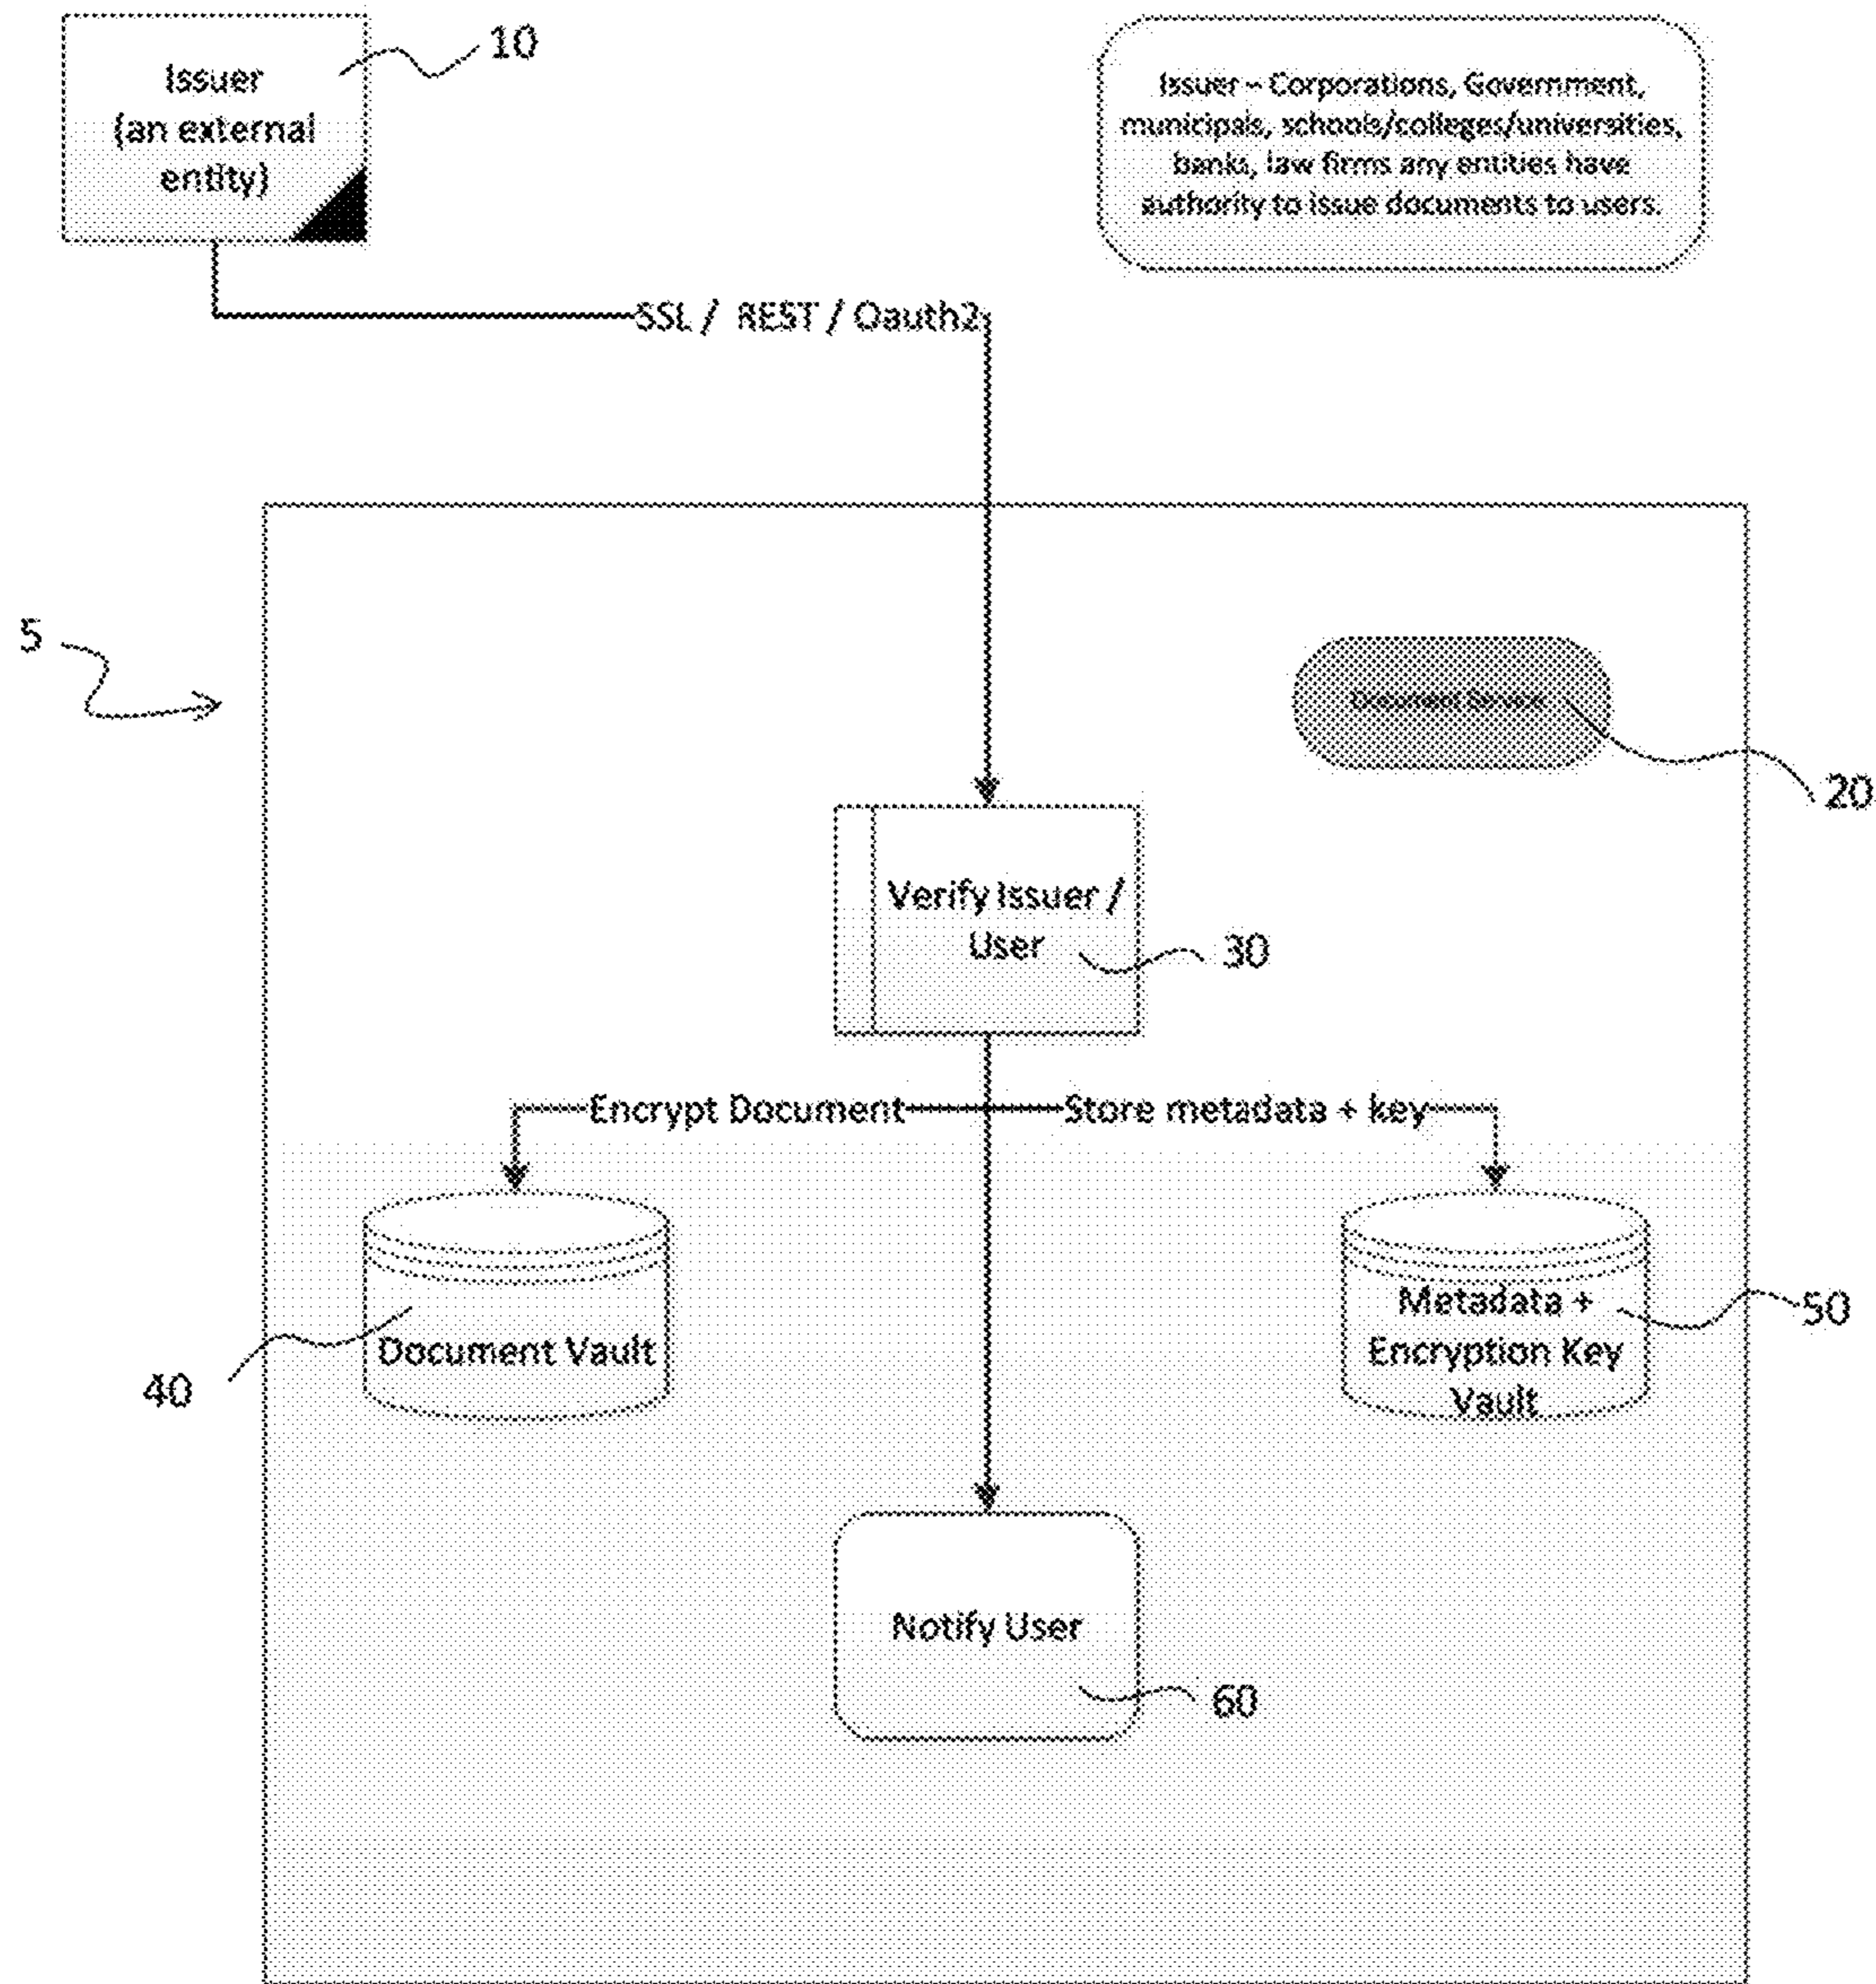 Issuer
(an external
entity)
10
Issuer – Corporations, Government,
municipals, schools/colleges/universities,
banks, law firms any entities have
authority to issue documents to users.
SSL / REST / Oauth2
5
Document Service
20
Verify Issuer /
User
30
Encrypt Document
Store metadata + key
Document Vault
40
Metadata +
Encryption Key
Vault
50
Notify User
60